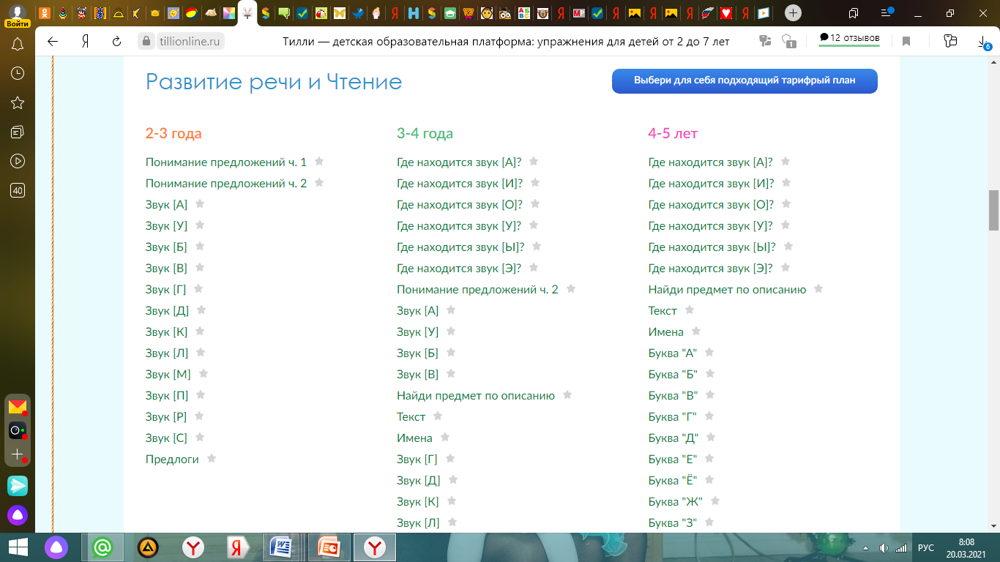 Войти
tillionline.ru
Тилли — детская образовательная платформа: упражнения для детей от 2 до 7 лет
1
12 отзывов
6
40
Развитие речи и Чтение
Выбери для себя подходящий тарифрый план
2-3 года
Понимание предложений ч. 1
Понимание предложений ч. 2
Звук [А]
Звук [У]
Звук [Б]
Звук [В]
Звук [Г]
Звук [Д]
Звук [К]
Звук [Л]
Звук [М]
Звук [П]
Звук [Р]
Звук [С]
Предлоги
3-4 года
Где находится звук [А]?
Где находится звук [И]?
Где находится звук [О]?
Где находится звук [У]?
Где находится звук [Ы]?
Где находится звук [Э]?
Понимание предложений ч. 2
Звук [А]
Звук [У]
Звук [Б]
Звук [В]
Найди предмет по описанию
Текст
Имена
Звук [Г]
Звук [Д]
Звук [К]
Звук [Л]
4-5 лет
Где находится звук [А]?
Где находится звук [И]?
Где находится звук [О]?
Где находится звук [У]?
Где находится звук [Ы]?
Где находится звук [Э]?
Найди предмет по описанию
Текст
Имена
Буква "А"
Буква "Б"
Буква "В"
Буква "Г"
Буква "Д"
Буква "Е"
Буква "Ё"
Буква "Ж"
Буква "З"
РУС
8:08
20.03.2021